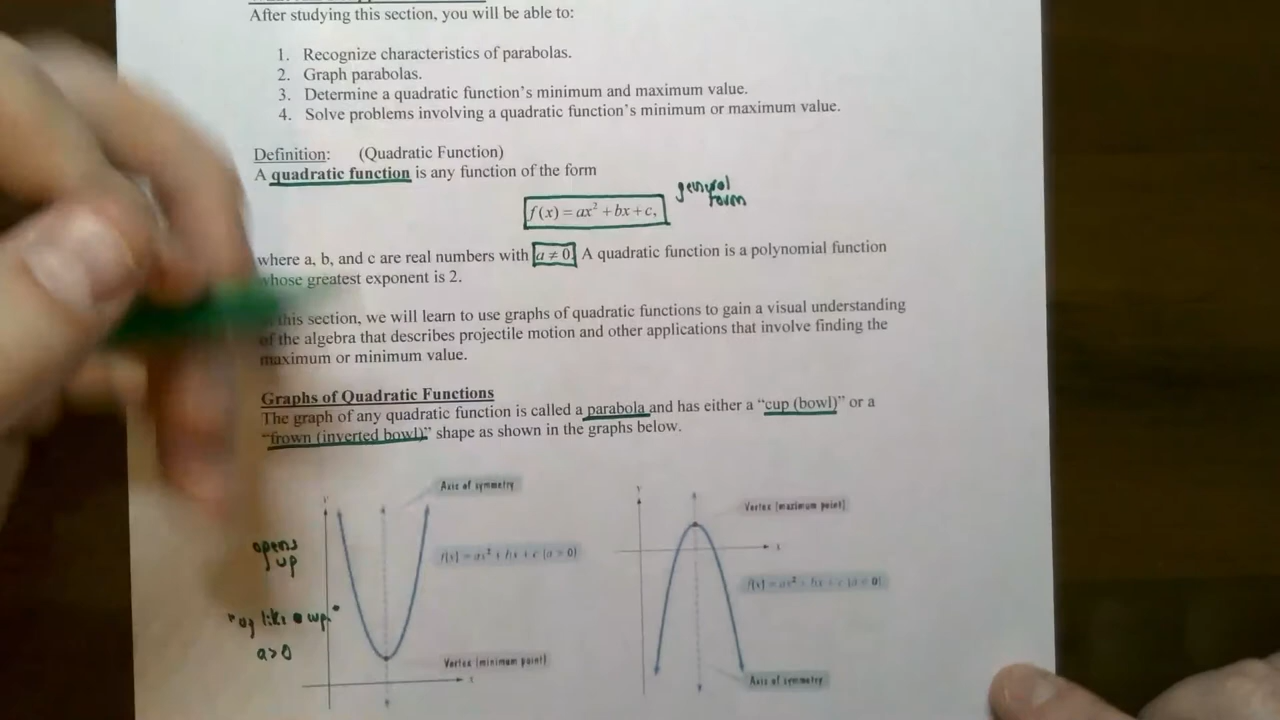 After studying this section, you will be able to:
1. Recognize characteristics of parabolas.
2. Graph parabolas.
3. Determine a quadratic function's minimum and maximum value.
4. Solve problems involving a quadratic function's minimum or maximum value.
Definition: (Quadratic Function)
A quadratic function is any function of the form
general
form
f(x) = ax² + bx + c,
where a, b, and c are real numbers with a ≠ 0. A quadratic function is a polynomial function
whose greatest exponent is 2.
this section, we will learn to use graphs of quadratic functions to gain a visual understanding
of the algebra that describes projectile motion and other applications that involve finding the
maximum or minimum value.
Graphs of Quadratic Functions
The graph of any quadratic function is called a parabola and has either a "cup (bowl)" or a
"frown (inverted bowl)" shape as shown in the graphs below.
Axis of symmetry
y
opens
up
f(x) = ax² + bx + c (a > 0)
like a
a>0
Vertex (minimum point)
x
y
Vertex (maximum point)
x
f(x) = ax² + bx + c (a 0)
Axis of symmetry